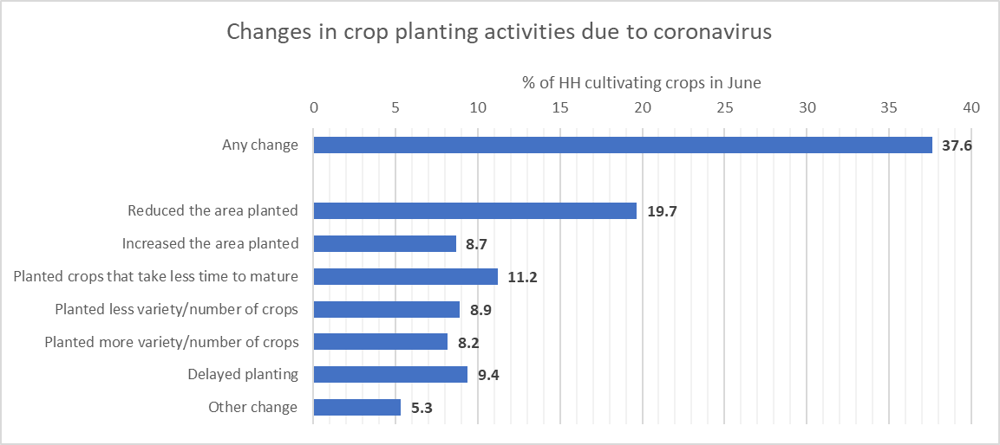 Changes in crop planting activities due to coronavirus
% of HH cultivating crops in June
0 5 10 15 20 25 30 35 40
Any change 37.6
Reduced the area planted 19.7
Increased the area planted 8.7
Planted crops that take less time to mature 11.2
Planted less variety/number of crops 8.9
Planted more variety/number of crops 8.2
Delayed planting 9.4
Other change 5.3